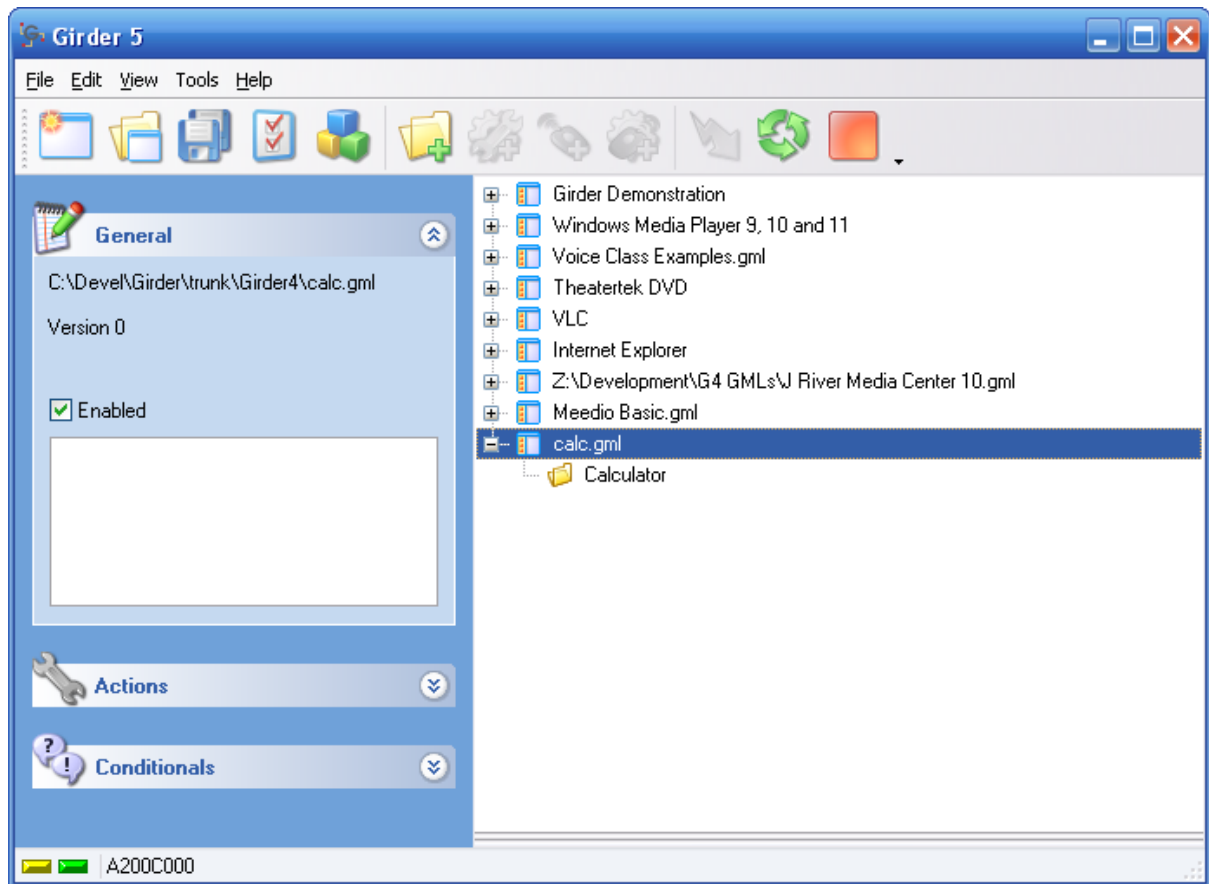 Girder 5
File Edit View Tools Help
General
C:\Devel\Girder\trunk\Girder4\calc.gml
Version 0
Enabled
Actions
Conditionals
Girder Demonstration
Windows Media Player 9, 10 and 11
Voice Class Examples.gml
Theatertek DVD
VLC
Internet Explorer
Z:\Development\G4 GMLs\J River Media Center 10.gml
Meedio Basic.gml
calc.gml
Calculator
A200C000